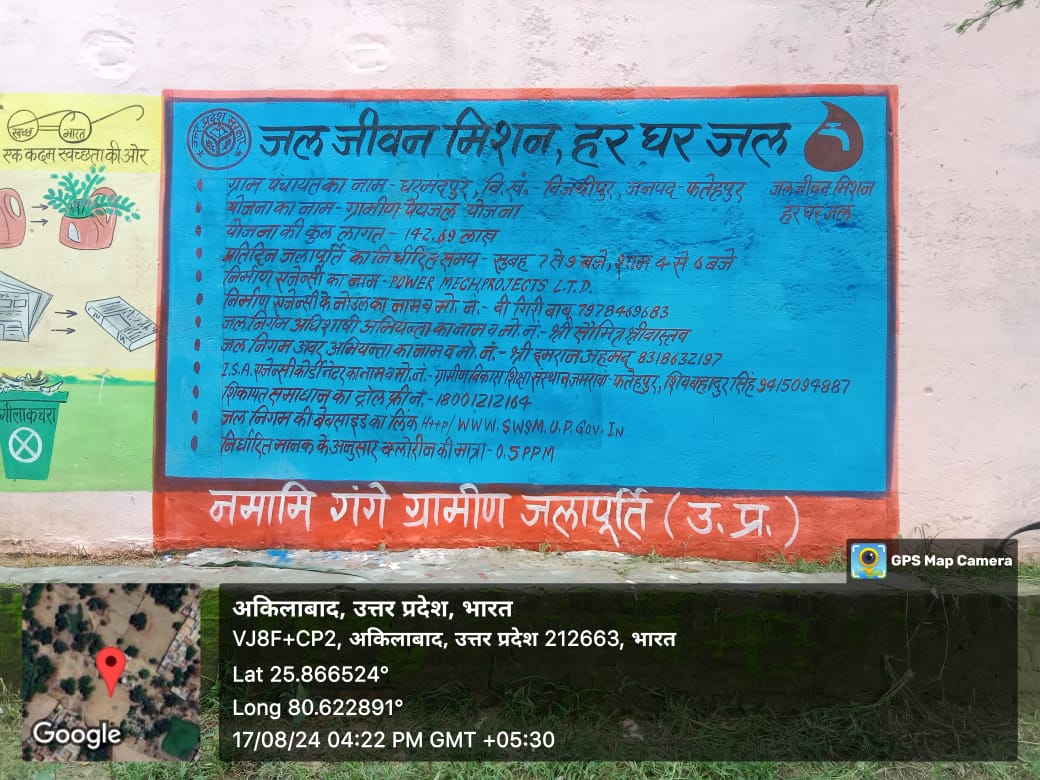 स्वच्छ भारत
एक कदम स्वच्छता की ओर
गीला कचरा
उत्तर प्रदेश सरकार
जल जीवन मिशन, हर घर जल
जल जीवन मिशन
हर घर जल
ग्राम पंचायत का नाम - घरमदपुर, वि.खं. - विजयीपुर, जनपद - फतेहपुर
योजना का नाम - ग्रामीण पेयजल योजना
योजना की कुल लागत - 142.69 लाख
प्रतिदिन जलापूर्ति का निर्धारित समय - सुबह 7 से 9 बजे, शाम 4 से 6 बजे
निर्माण एजेन्सी का नाम - POWER MECH PROJECTS L.T.D.
निर्माण एजेन्सी के नोडल का नाम व मो. नं. - वी गिरी बाबू 7978469683
जल निगम अधिशाषी अभियन्ता का नाम व मो. नं. - श्री सौमित्र श्रीवास्तव
जल निगम अवर अभियन्ता का नाम व मो. नं. - श्री इमरान अहमद 8318632197
I.S.A. एजेन्सी कोर्डीनेटर का नाम व मो. नं. - ग्रामीण विकास शिक्षा संस्थान जमरावा - फतेहपुर, शिवबहादुर सिंह 9415094887
शिकायत समाधान का ट्रोल फ्री नं. - 18001212164
जल निगम की बेबसाइड का लिंक Http/WWW.SWSM.U.P.Gov.In
निर्धारित मानक के अनुसार क्लोरीन की मात्रा - 0.5 PPM
नमामि गंगे ग्रामीण जलापूर्ति (उ.प्र.)
GPS Map Camera
अकिलाबाद, उत्तर प्रदेश, भारत
VJ8F+CP2, अकिलाबाद, उत्तर प्रदेश 212663, भारत
Lat 25.866524°
Long 80.622891°
17/08/24 04:22 PM GMT +05:30
Google